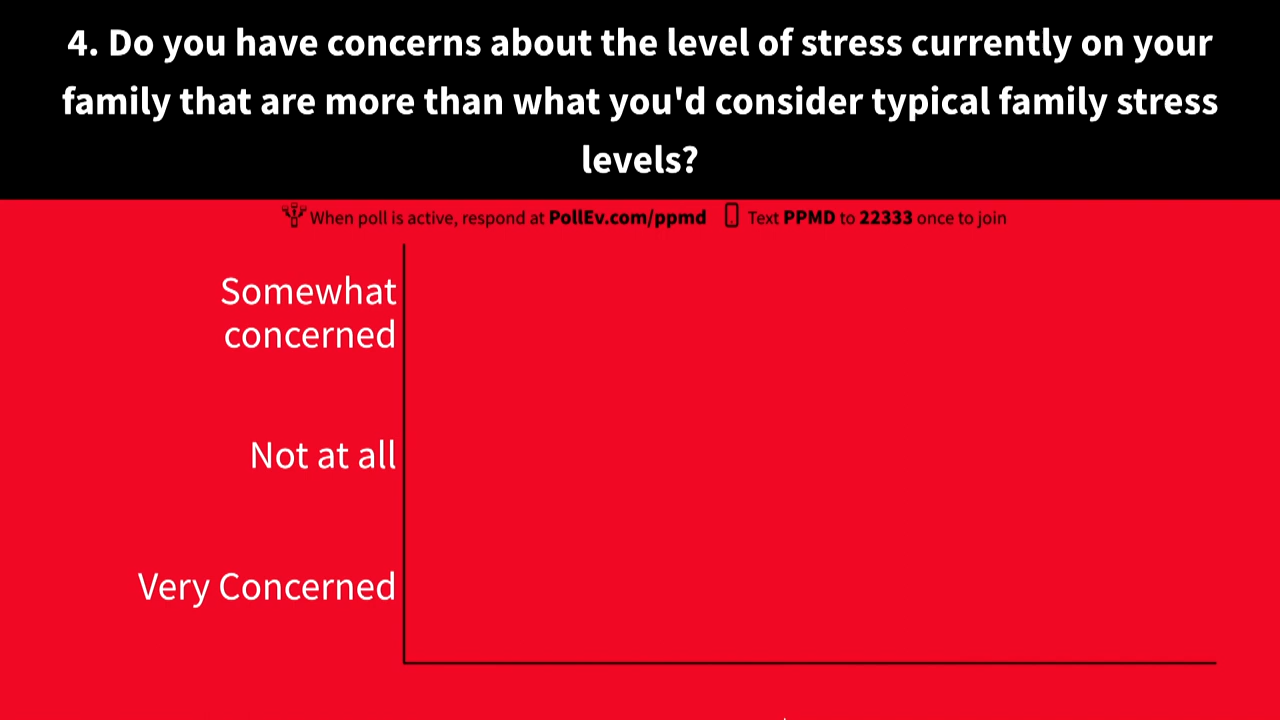 4. Do you have concerns about the level of stress currently on your
family that are more than what you'd consider typical family stress
levels?
When poll is active, respond at PollEv.com/ppmd Text PPMD to 22333 once to join
Somewhat
concerned
Not at all
Very Concerned